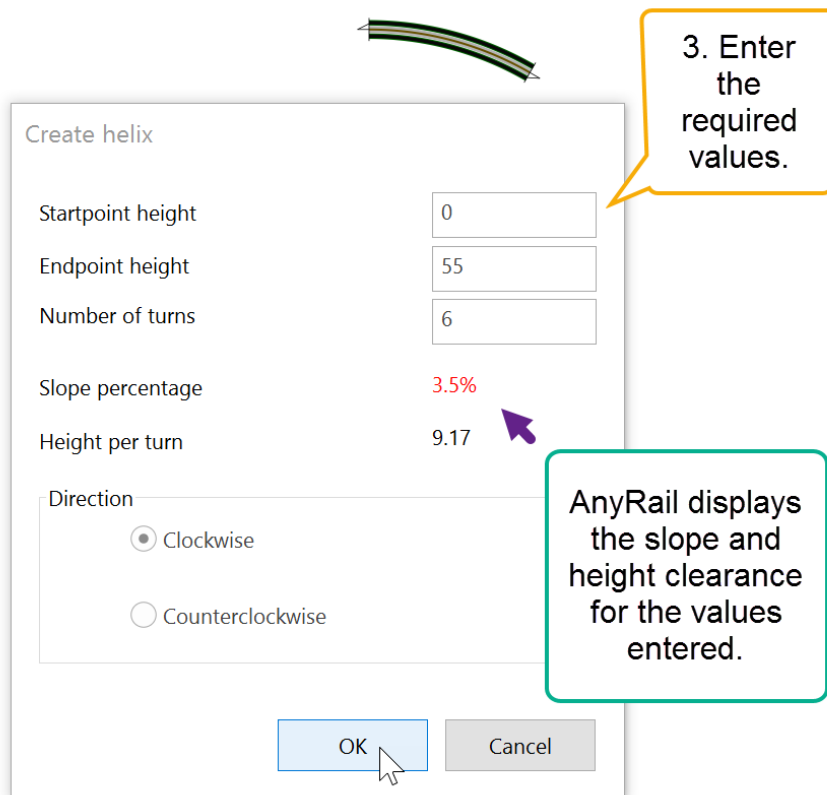 3. Enter
the
required
values.
Create helix
Startpoint height
0
Endpoint height
55
Number of turns
6
Slope percentage
3.5%
Height per turn
9.17
Direction
Clockwise
Counterclockwise
AnyRail displays
the slope and
height clearance
for the values
entered.
OK
Cancel